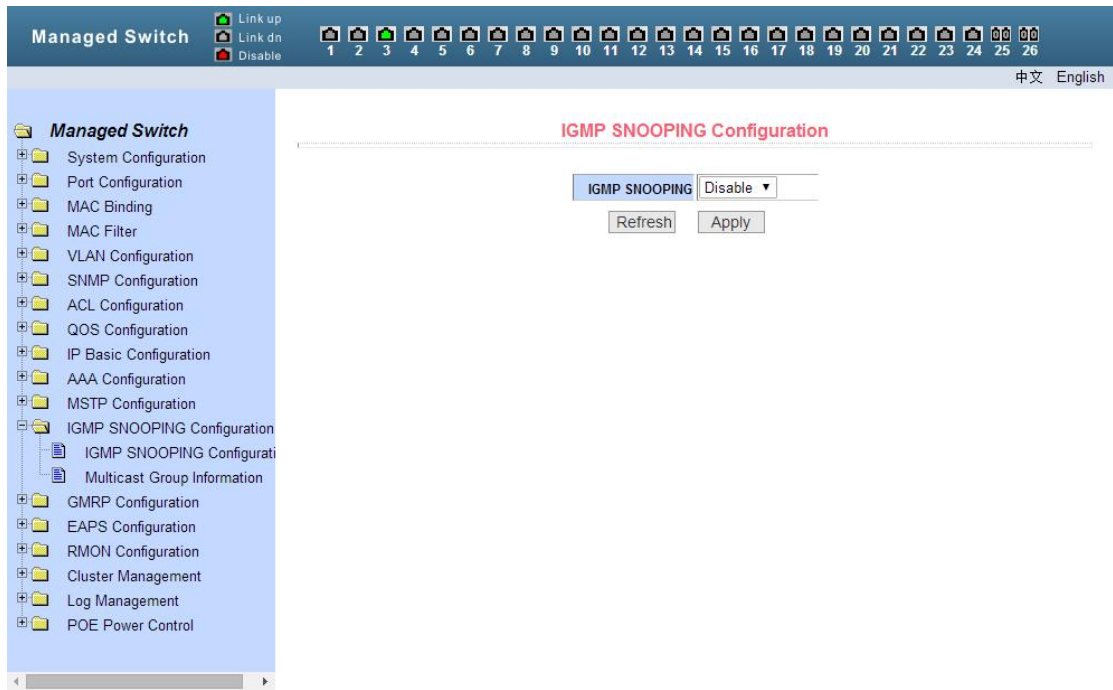 Managed Switch
Link up
Link dn
Disable
1 2 3 4 5 6 7 8 9 10 11 12 13 14 15 16 17 18 19 20 21 22 23 24 25 26
中文 English
Managed Switch
System Configuration
Port Configuration
MAC Binding
MAC Filter
VLAN Configuration
SNMP Configuration
ACL Configuration
QOS Configuration
IP Basic Configuration
AAA Configuration
MSTP Configuration
IGMP SNOOPING Configuration
IGMP SNOOPING Configurati
Multicast Group Information
GMRP Configuration
EAPS Configuration
RMON Configuration
Cluster Management
Log Management
POE Power Control
IGMP SNOOPING Configuration
IGMP SNOOPING Disable
Refresh Apply